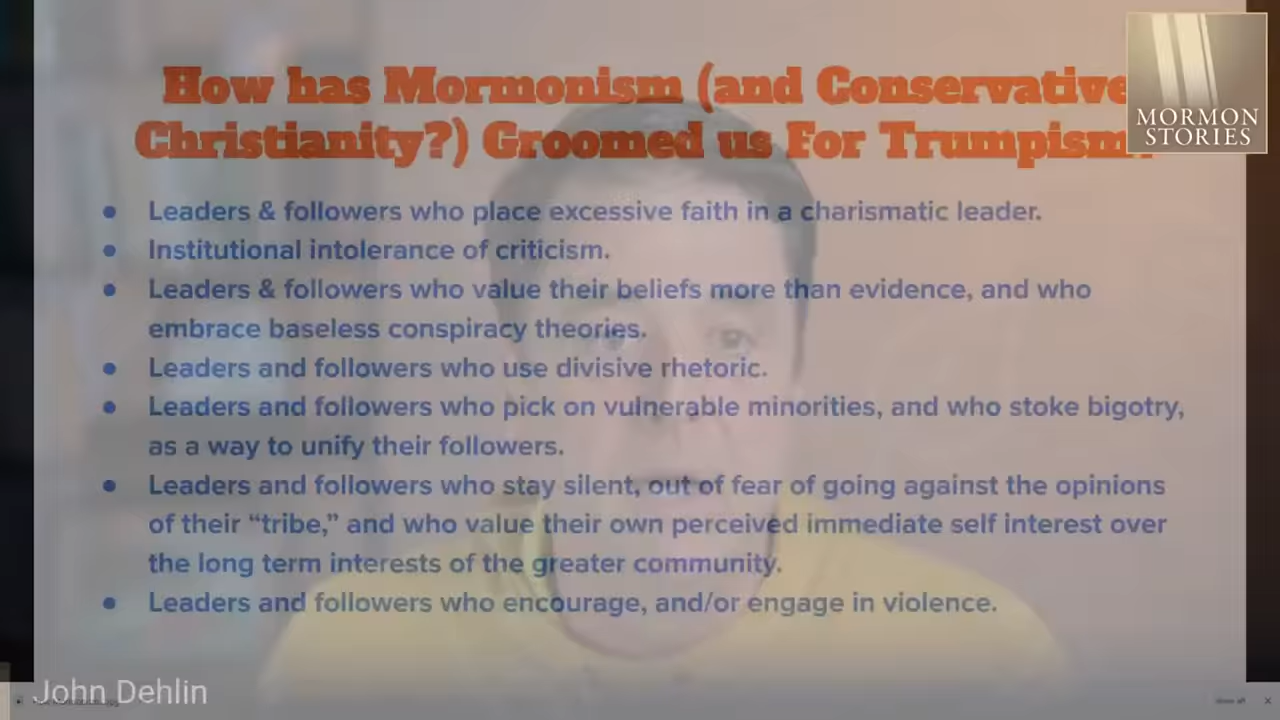 How has Mormonism (and Conservative
Christianity?) Groomed us For Trumpism
MORMON
STORIES
• Leaders & followers who place excessive faith in a charismatic leader.
• Institutional intolerance of criticism.
• Leaders & followers who value their beliefs more than evidence, and who
embrace baseless conspiracy theories.
• Leaders and followers who use divisive rhetoric.
• Leaders and followers who pick on vulnerable minorities, and who stoke bigotry,
as a way to unify their followers.
• Leaders and followers who stay silent, out of fear of going against the opinions
of their “tribe,” and who value their own perceived immediate self interest over
the long term interests of the greater community.
• Leaders and followers who encourage, and/or engage in violence.
John Dehlin